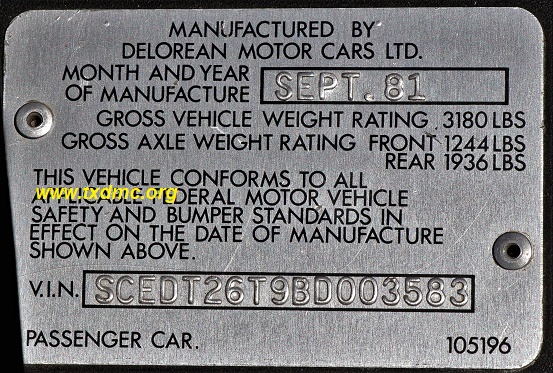 MANUFACTURED BY
DELOREAN MOTOR CARS LTD.
MONTH AND YEAR
OF MANUFACTURE SEPT. 81
GROSS VEHICLE WEIGHT RATING 3180 LBS
GROSS AXLE WEIGHT RATING FRONT 1244 LBS
REAR 1936 LBS
THIS VEHICLE CONFORMS TO ALL
www.txdmc.org
FEDERAL MOTOR VEHICLE
SAFETY AND BUMPER STANDARDS IN
EFFECT ON THE DATE OF MANUFACTURE
SHOWN ABOVE.
V.I.N. SCEDT26T9BD003583
PASSENGER CAR. 105196